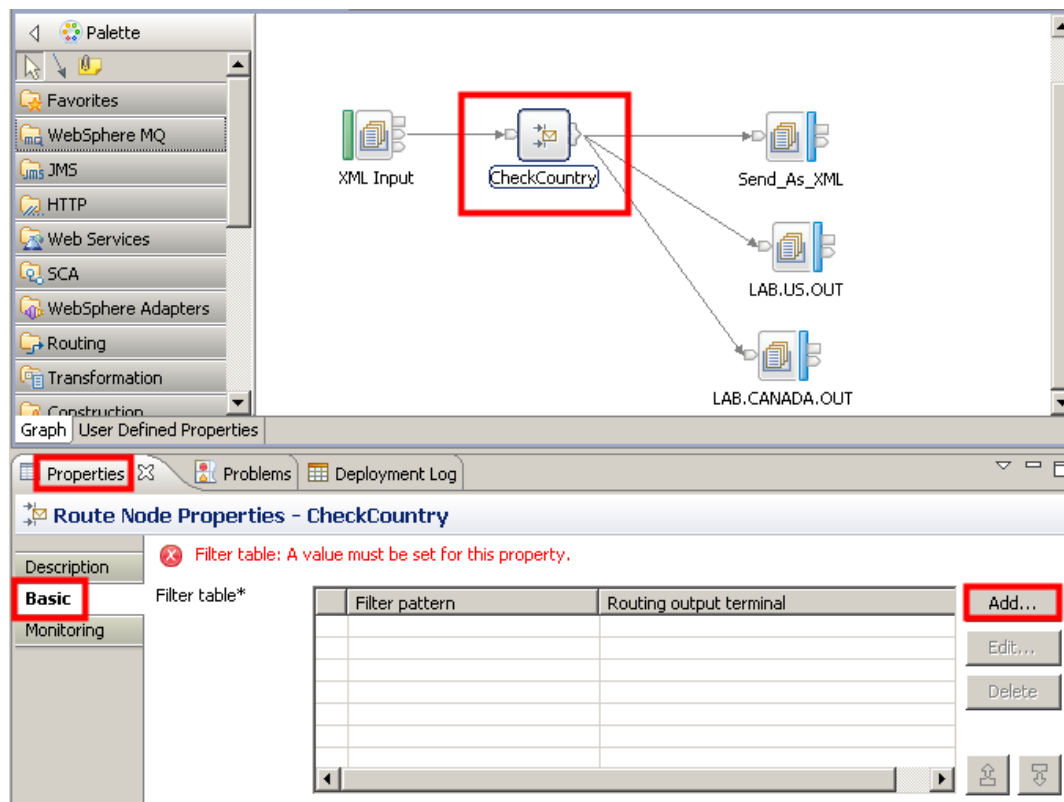 Palette
Favorites
WebSphere MQ
JMS
HTTP
Web Services
SCA
WebSphere Adapters
Routing
Transformation
Construction
XML Input
CheckCountry
Send_As_XML
LAB.US.OUT
LAB.CANADA.OUT
Graph User Defined Properties
Properties Problems Deployment Log
Route Node Properties - CheckCountry
Description
Filter table: A value must be set for this property.
Basic
Filter table*
Filter pattern Routing output terminal
Add...
Monitoring
Edit...
Delete